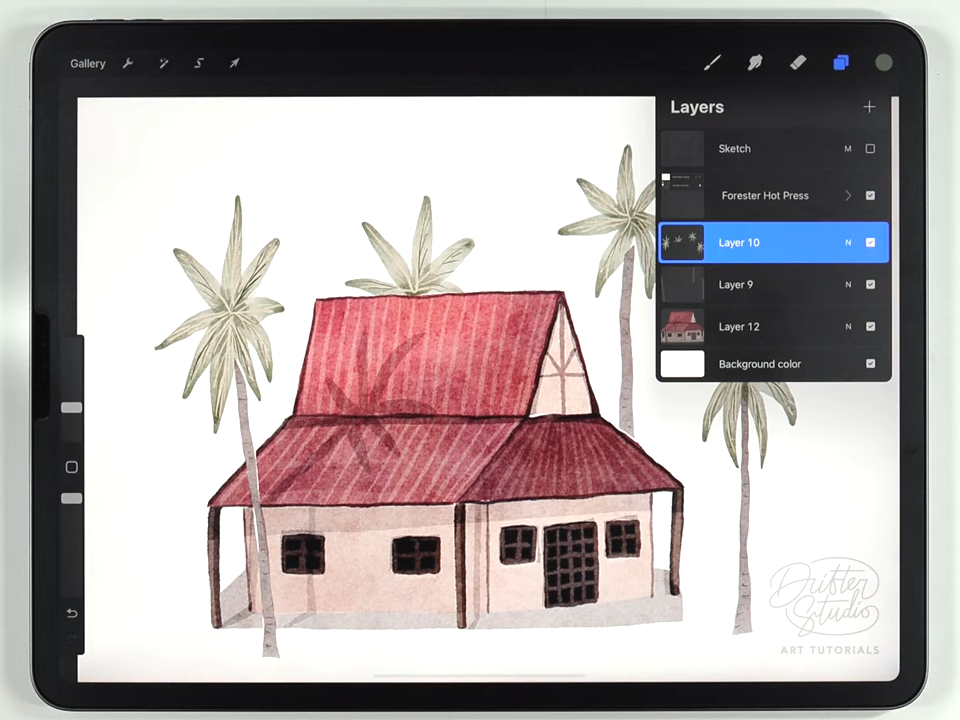 Gallery
Layers
Sketch M
Forester Hot Press
Layer 10 N
Layer 9 N
Layer 12 N
Background color
Drifter
Studio
ART TUTORIALS